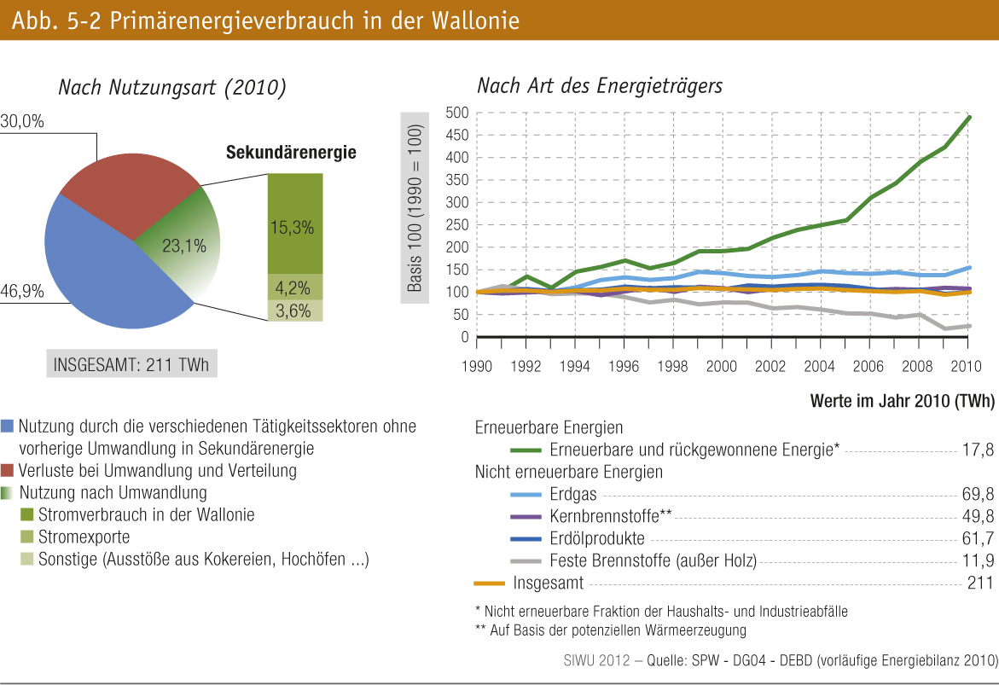 Abb. 5-2 Primärenergieverbrauch in der Wallonie
Nach Nutzungsart (2010)
30,0%
Sekundärenergie
15,3%
23,1%
4,2%
3,6%
46,9%
INSGESAMT: 211 TWh
Nutzung durch die verschiedenen Tätigkeitssektoren ohne
vorherige Umwandlung in Sekundärenergie
Verluste bei Umwandlung und Verteilung
Nutzung nach Umwandlung
Stromverbrauch in der Wallonie
Stromexporte
Sonstige (Ausstöße aus Kokereien, Hochöfen ...)
Nach Art des Energieträgers
Basis 100 (1990 = 100)
500
450
400
350
300
250
200
150
100
50
0
1990 1992 1994 1996 1998 2000 2002 2004 2006 2008 2010
Werte im Jahr 2010 (TWh)
Erneuerbare Energien
Erneuerbare und rückgewonnene Energie* 17,8
Nicht erneuerbare Energien
Erdgas 69,8
Kernbrennstoffe** 49,8
Erdölprodukte 61,7
Feste Brennstoffe (außer Holz) 11,9
Insgesamt 211
* Nicht erneuerbare Fraktion der Haushalts- und Industrieabfälle
** Auf Basis der potenziellen Wärmeerzeugung
SIWU 2012 – Quelle: SPW - DG04 - DEBD (vorläufige Energiebilanz 2010)